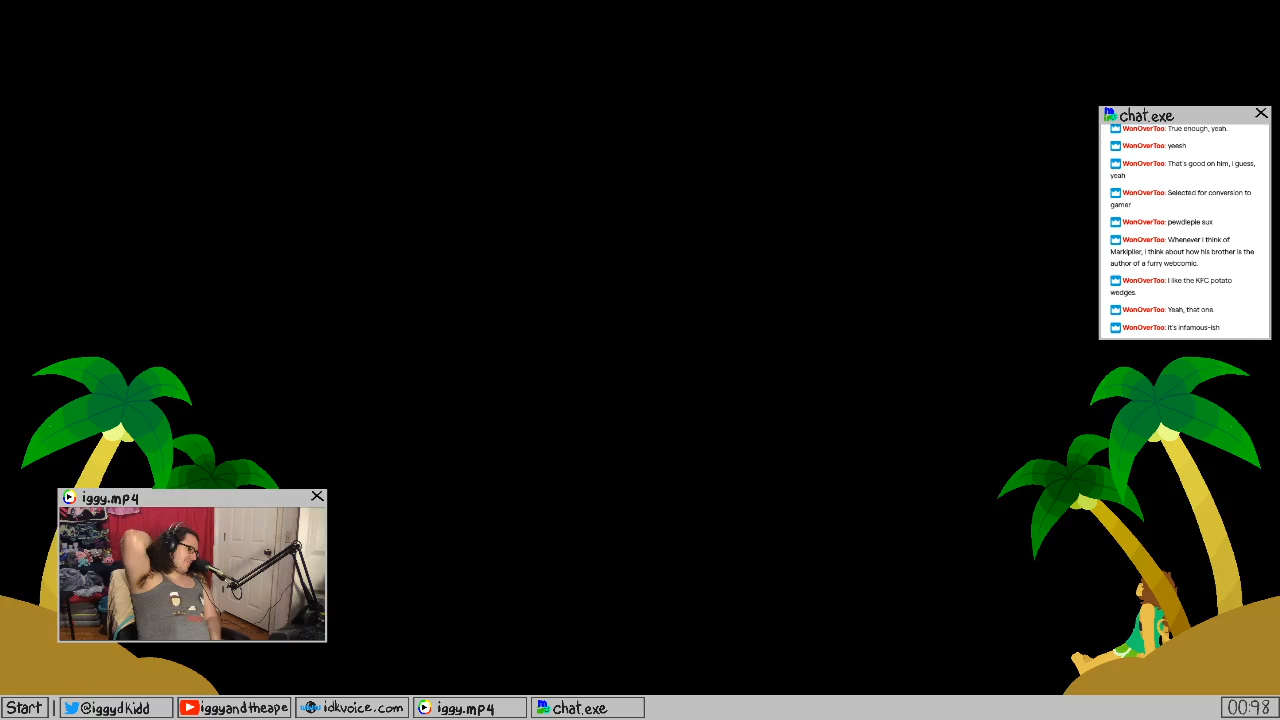 chat.exe
WonOverToo: True enough, yeah.
WonOverToo: yeesh
WonOverToo: That's good on him, i guess,
yeah
WonOverToo: Selected for conversion to
gamer
WonOverToo: pewdiepie sux
WonOverToo: Whenever I think of
Markiplier, I think about how his brother is the
author of a furry webcomic.
WonOverToo: I like the KFC potato
wedges.
WonOverToo: Yeah, that one.
WonOverToo: it's infamous-ish
iggy.mp4
Start | @iggydkidd iggyandtheape www idkvoice.com iggy.mp4 chat.exe 00:98